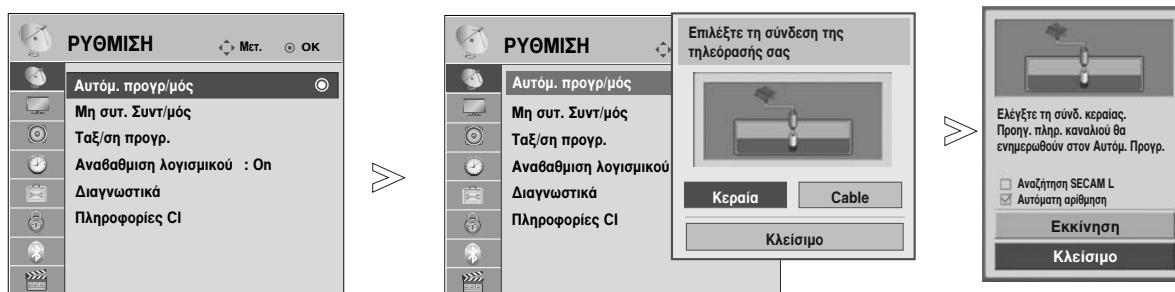 ΡΥΘΜΙΣΗ
Μετ.
ΟΚ
Αυτόμ. προγρ/μός
Μη συτ. Συντ/μός
Ταξ/ση προγρ.
Αναβαθμιση λογισμικού : On
Διαγνωστικά
Πληροφορίες CI
ΡΥΘΜΙΣΗ
Αυτόμ. προγρ/μός
Μη συτ. Συντ/μός
Ταξ/ση προγρ.
Αναβαθμιση λογισμικού
Διαγνωστικά
Πληροφορίες CI
Επιλέξτε τη σύνδεση της
τηλεόρασής σας
Κεραία
Cable
Κλείσιμο
Ελέγξτε τη σύνδ. κεραίας.
Προηγ. πληρ. καναλιού θα
ενημερωθούν στον Αυτόμ. Προγρ.
Αναζήτηση SECAM L
Αυτόματη αρίθμηση
Εκκίνηση
Κλείσιμο